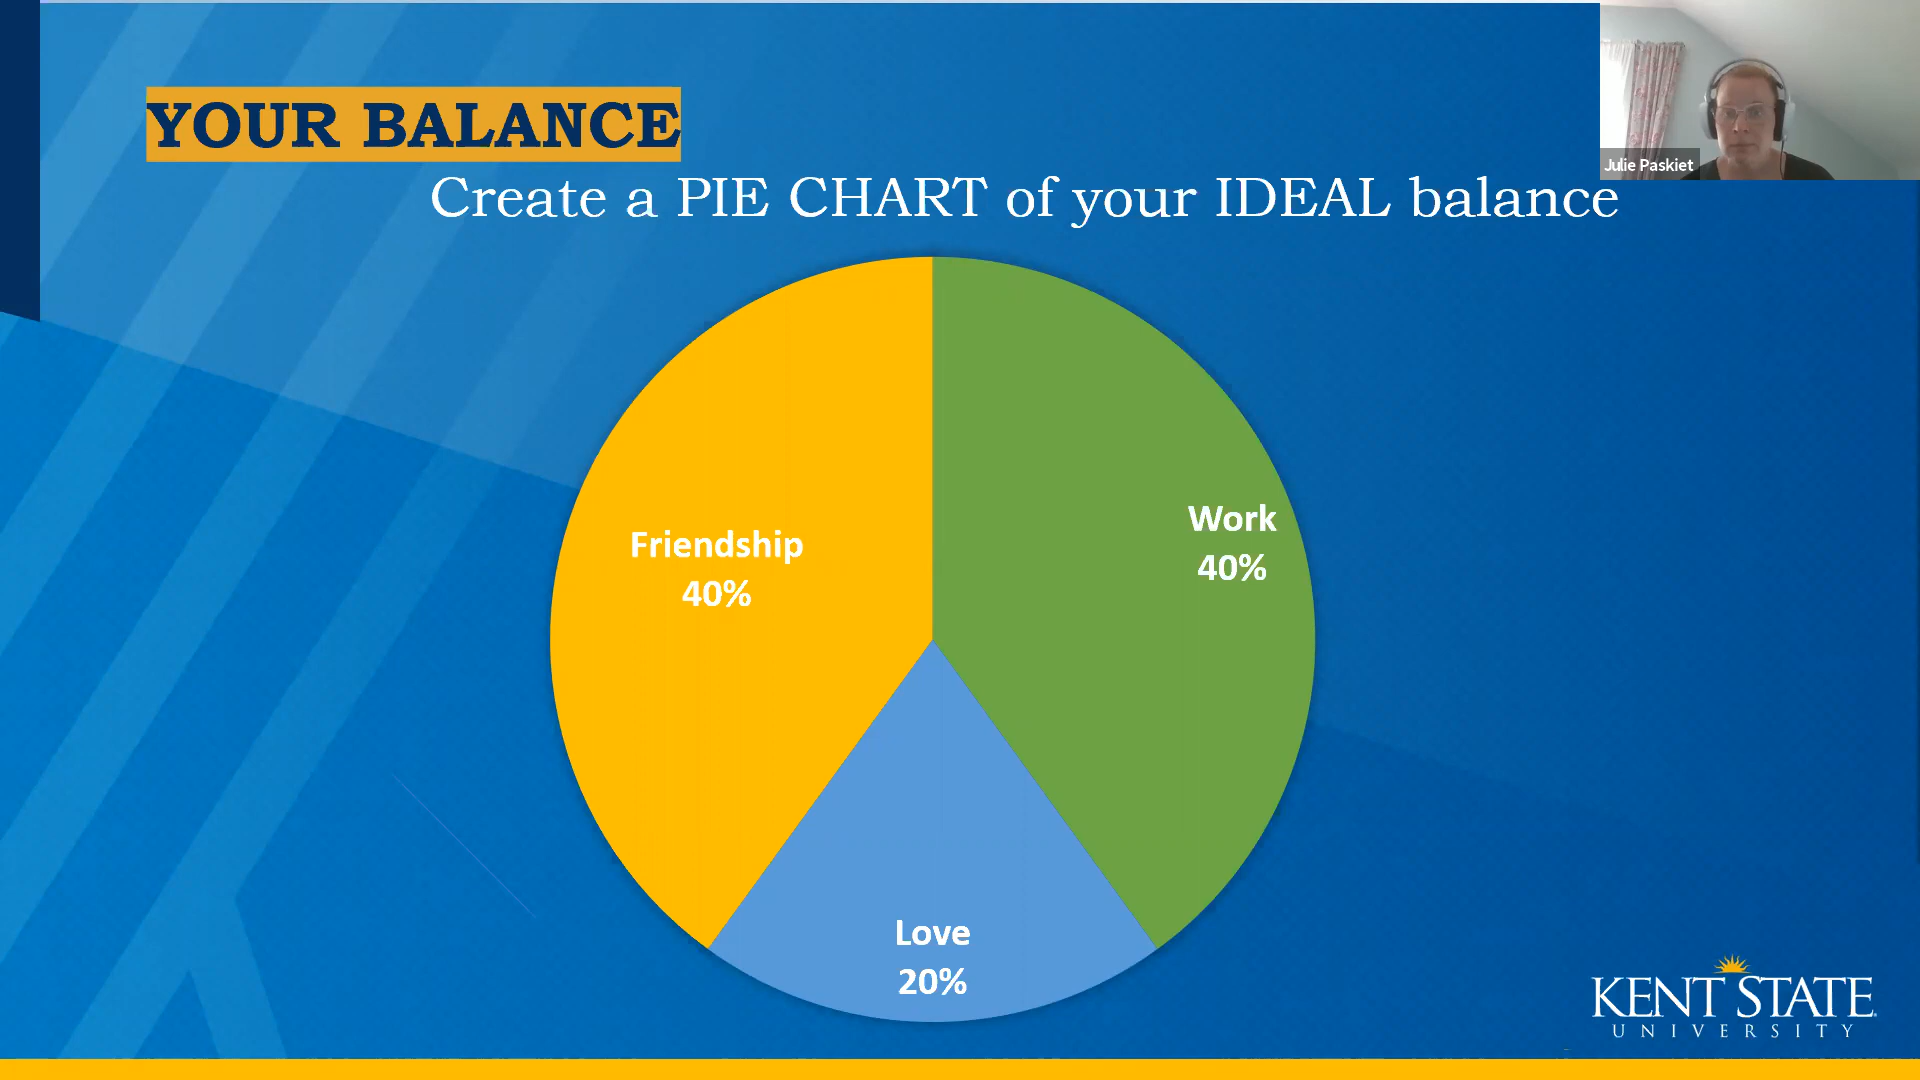 YOUR BALANCE
Julie Paskiet
Create a PIE CHART of your IDEAL balance
Work
40%
Friendship
40%
Love
20%
KENT STATE
UNIVERSITY